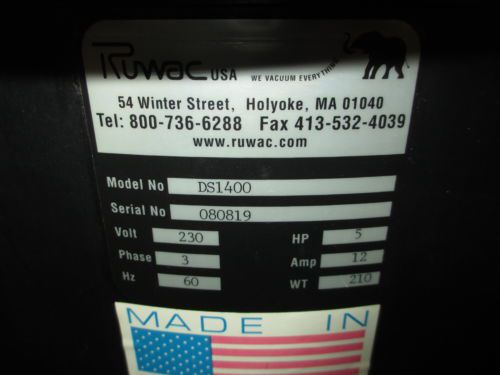 Ruwac USA WE VACUUM EVERYTHING
54 Winter Street, Holyoke, MA 01040
Tel: 800-736-6288 Fax 413-532-4039
www.ruwac.com
Model No DS1400
Serial No 080819
Volt 230 HP 5
Phase 3 Amp 12
Hz 60 WT 210
MADE IN